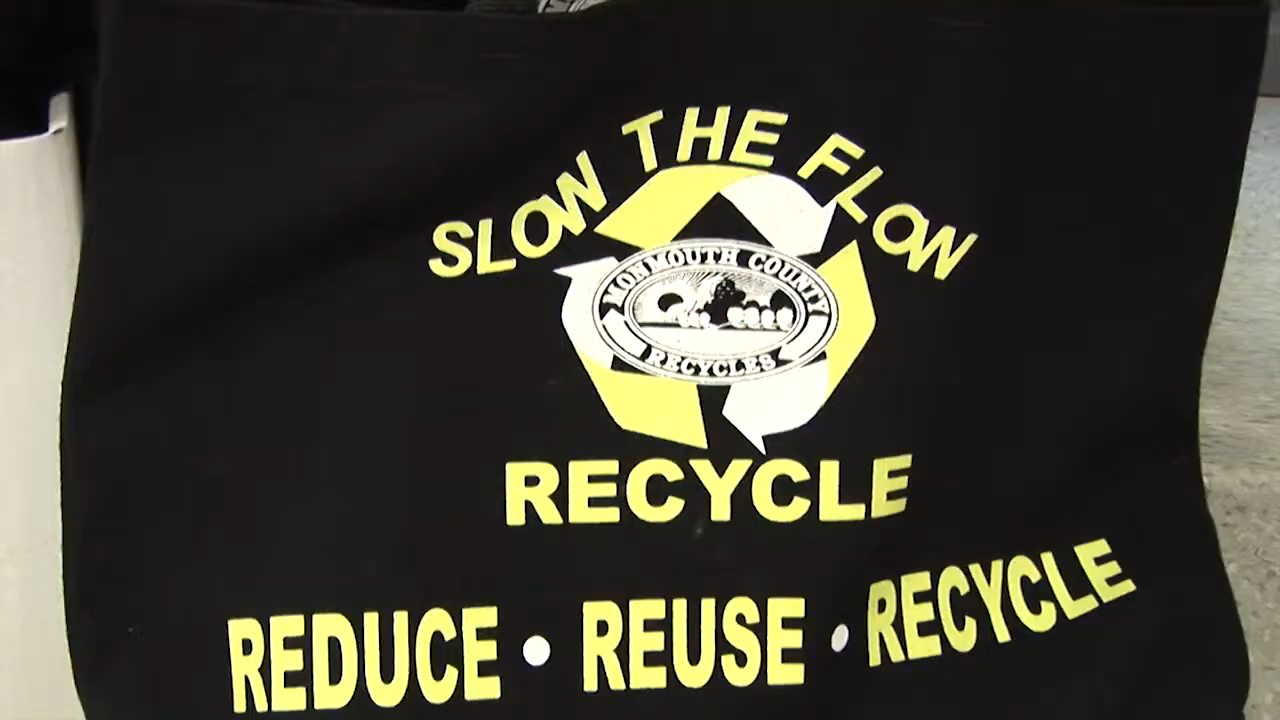 SLOW THE FLOW
MONMOUTH COUNTY
RECYCLES
RECYCLE
REDUCE • REUSE • RECYCLE